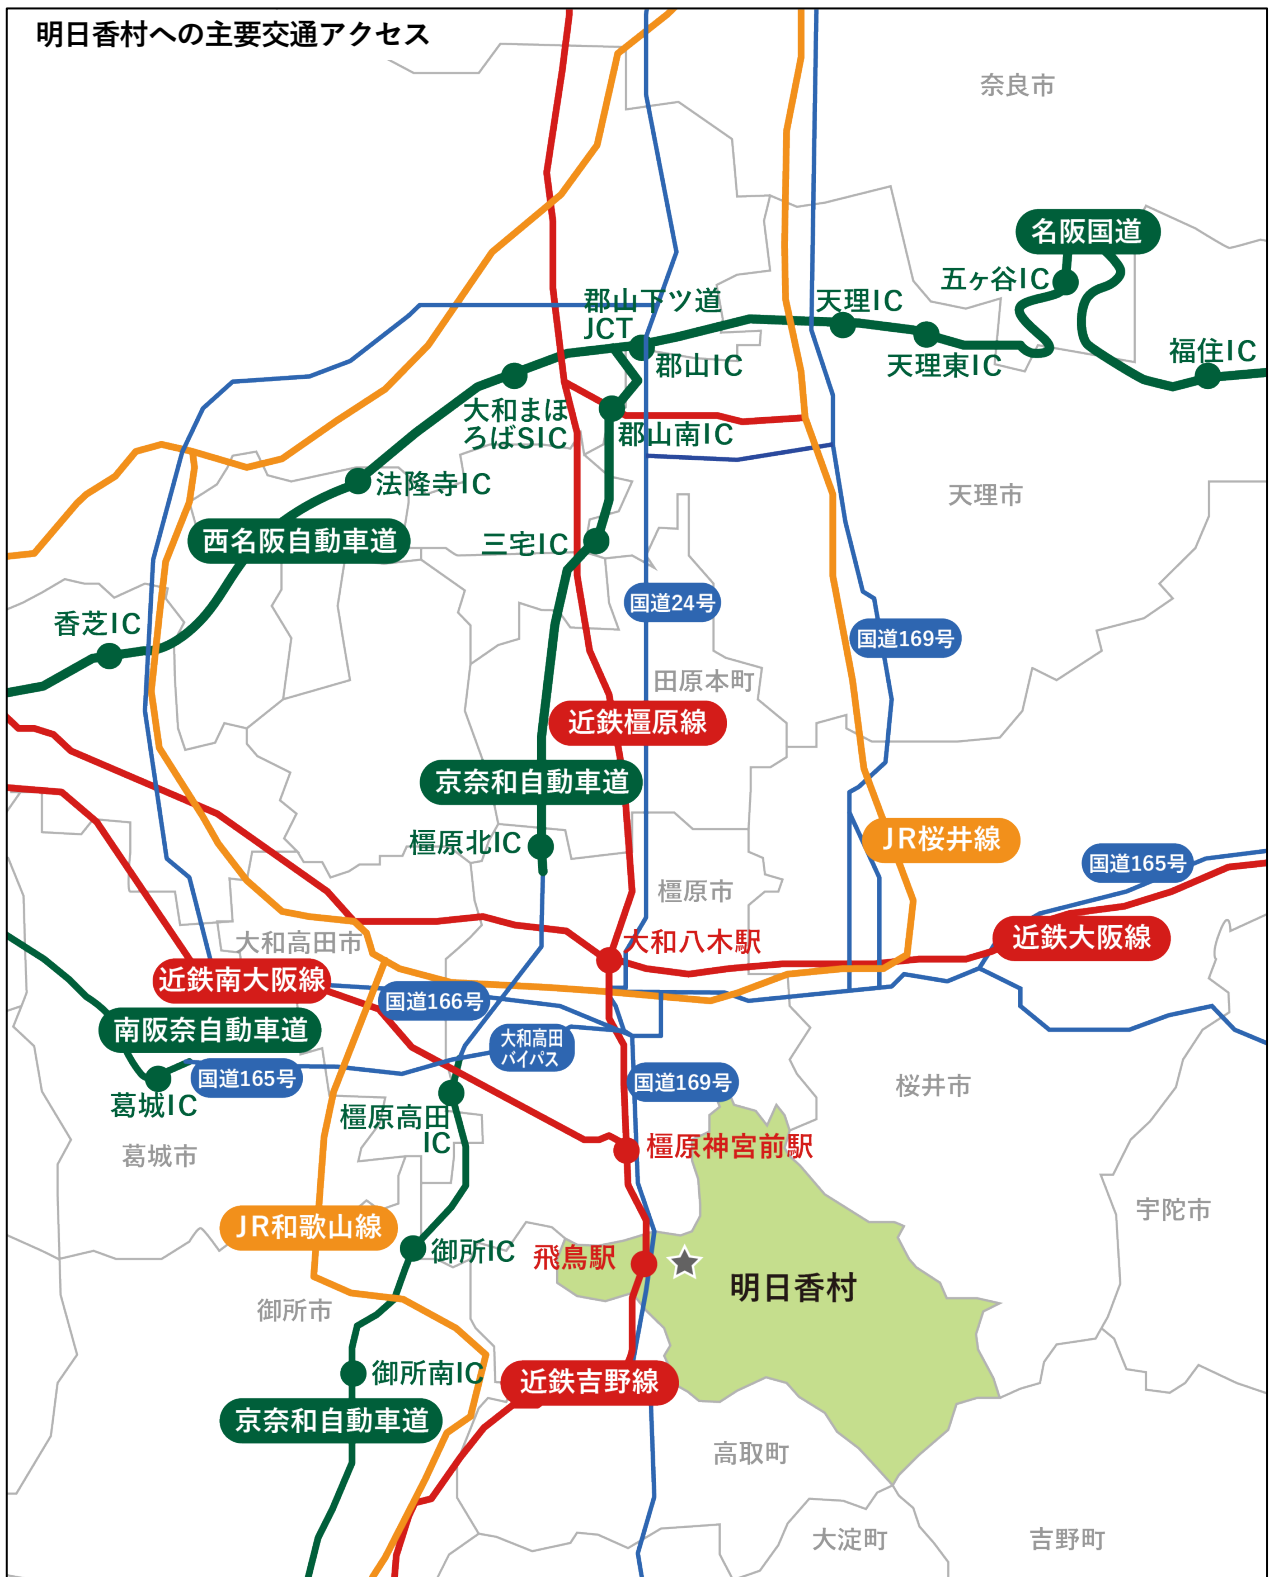 明日香村への主要交通アクセス
奈良市
名阪国道
五ヶ谷IC
郡山下ツ道
JCT
天理IC
郡山IC
天理東IC
福住IC
大和まほ
ろばSIC
郡山南IC
法隆寺IC
天理市
西名阪自動車道
三宅IC
国道24号
香芝IC
国道169号
田原本町
近鉄橿原線
京奈和自動車道
橿原北IC
JR桜井線
国道165号
橿原市
大和高田市
大和八木駅
近鉄大阪線
近鉄南大阪線
国道166号
南阪奈自動車道
大和高田
バイパス
国道165号
国道169号
葛城IC
橿原高田
IC
桜井市
葛城市
橿原神宮前駅
宇陀市
JR和歌山線
御所IC
飛鳥駅
明日香村
御所市
御所南IC
近鉄吉野線
京奈和自動車道
高取町
大淀町
吉野町